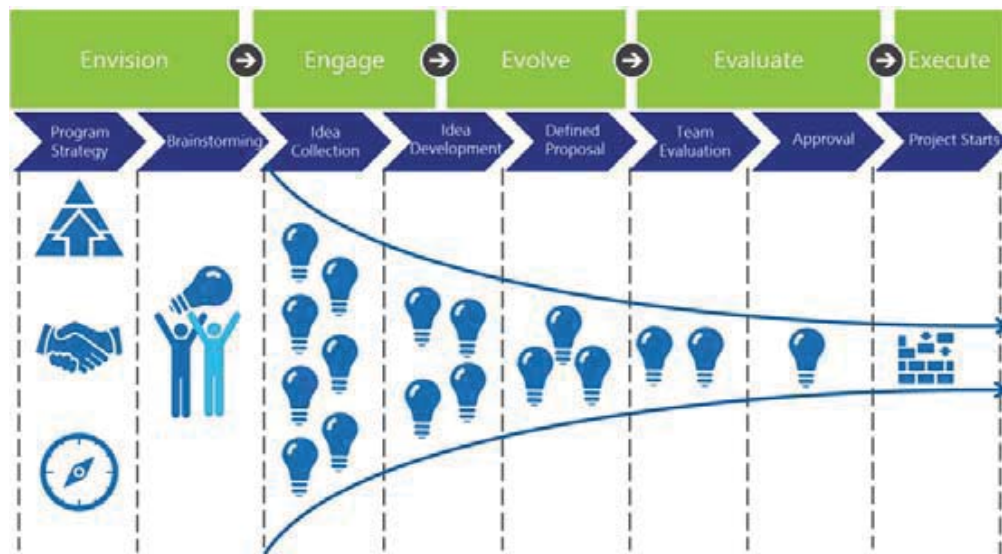 Envision
Engage
Evolve
Evaluate
Execute
Program
Strategy
Brainstorming
Idea
Collection
Idea
Development
Defined
Proposal
Team
Evaluation
Approval
Project Starts